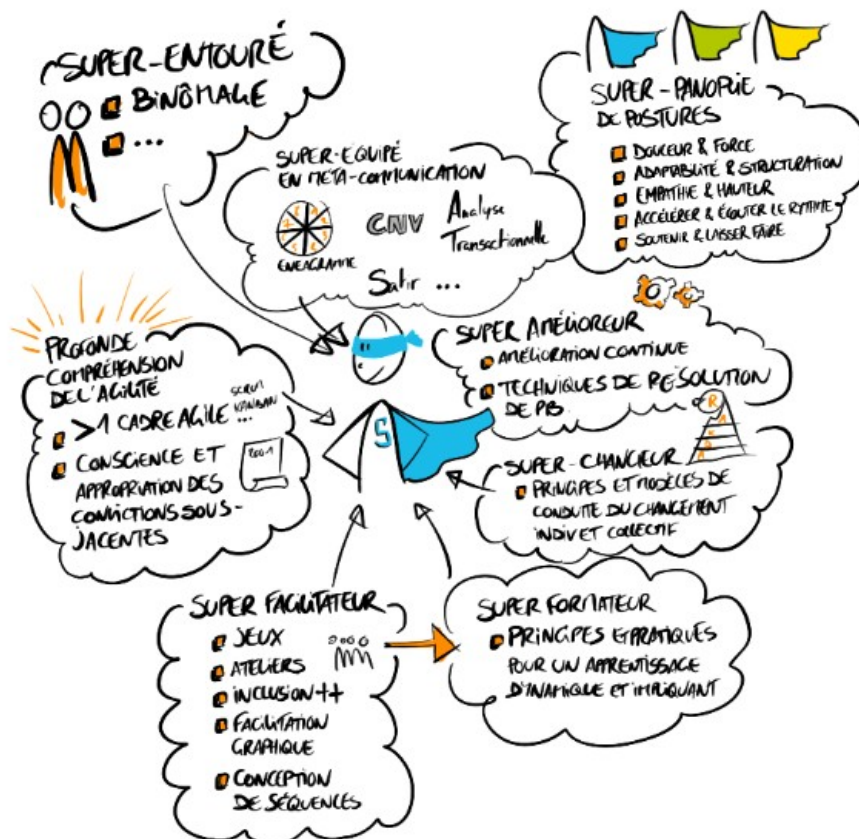 SUPER-ENTOURÉ
BINÔMAGE
...
SUPER-PANOPLIE
DE POSTURES
DOUCEUR & FORCE
ADAPTABILITÉ & STRUCTURATION
EMPATHIE & HAUTEUR
ACCÉLÉRER & ÉCOUTER LE RYTHME
SOUTENIR & LAISSER FAIRE
SUPER-EQUIPÉ
EN META-COMMUNICATION
ENEAGRAMME
CNV
Analyse
Transactionnelle
Satir ...
PROFONDE
COMPRÉHENSION
DE L'AGILITÉ
>1 CADRE AGILE
SCRUM
KANBAN
...
CONSCIENCE ET
APPROPRIATION DES
CONVICTIONS SOUS-
JACENTES
2001
S
SUPER AMÉLIOREUR
AMÉLIORATION CONTINUE
TECHNIQUES DE RÉSOLUTION
DE PB
R
SUPER-CHANGEUR
PRINCIPES ET MODÈLES DE
CONDUITE DU CHANGEMENT
INDIV ET COLLECTIF
SUPER FACILITATEUR
JEUX
ATELIERS
INCLUSION++
FACILITATION
GRAPHIQUE
CONCEPTION
DE SÉQUENCES
SUPER FORMATEUR
PRINCIPES ET PRATIQUES
POUR UN APPRENTISSAGE
DYNAMIQUE ET IMPLIQUANT